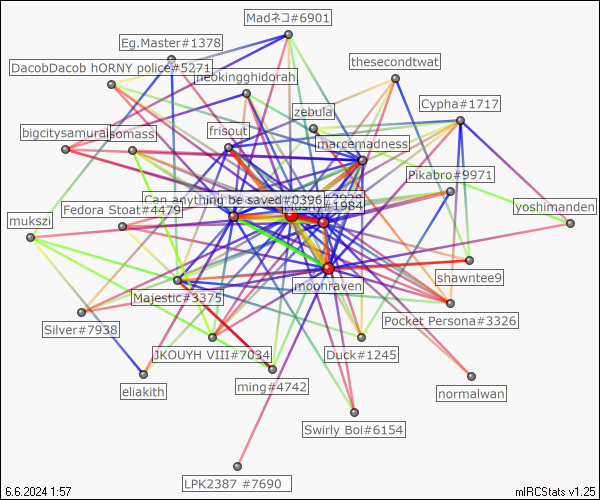 Madネコ#6901
Eg.Master#1378
thesecondtwat
DacobDacob hORNY police#5271
neokingghidorah
Cypha#1717
zebula
frisout
bigcitysamurai
somass
marcemadness
Pikabro#9971
Can anything be saved#0396
#1984
Fedora Stoat#4479
yoshimanden
mukszi
shawntee9
moonraven
Majestic#3375
Pocket Persona#3326
Silver#7938
JKOUYH VIII#7034
Duck#1245
eliakith
ming#4742
normalwan
Swirly Boi#6154
LPK2387 #7690
6.6.2024 1:57
mIRCStats v1.25